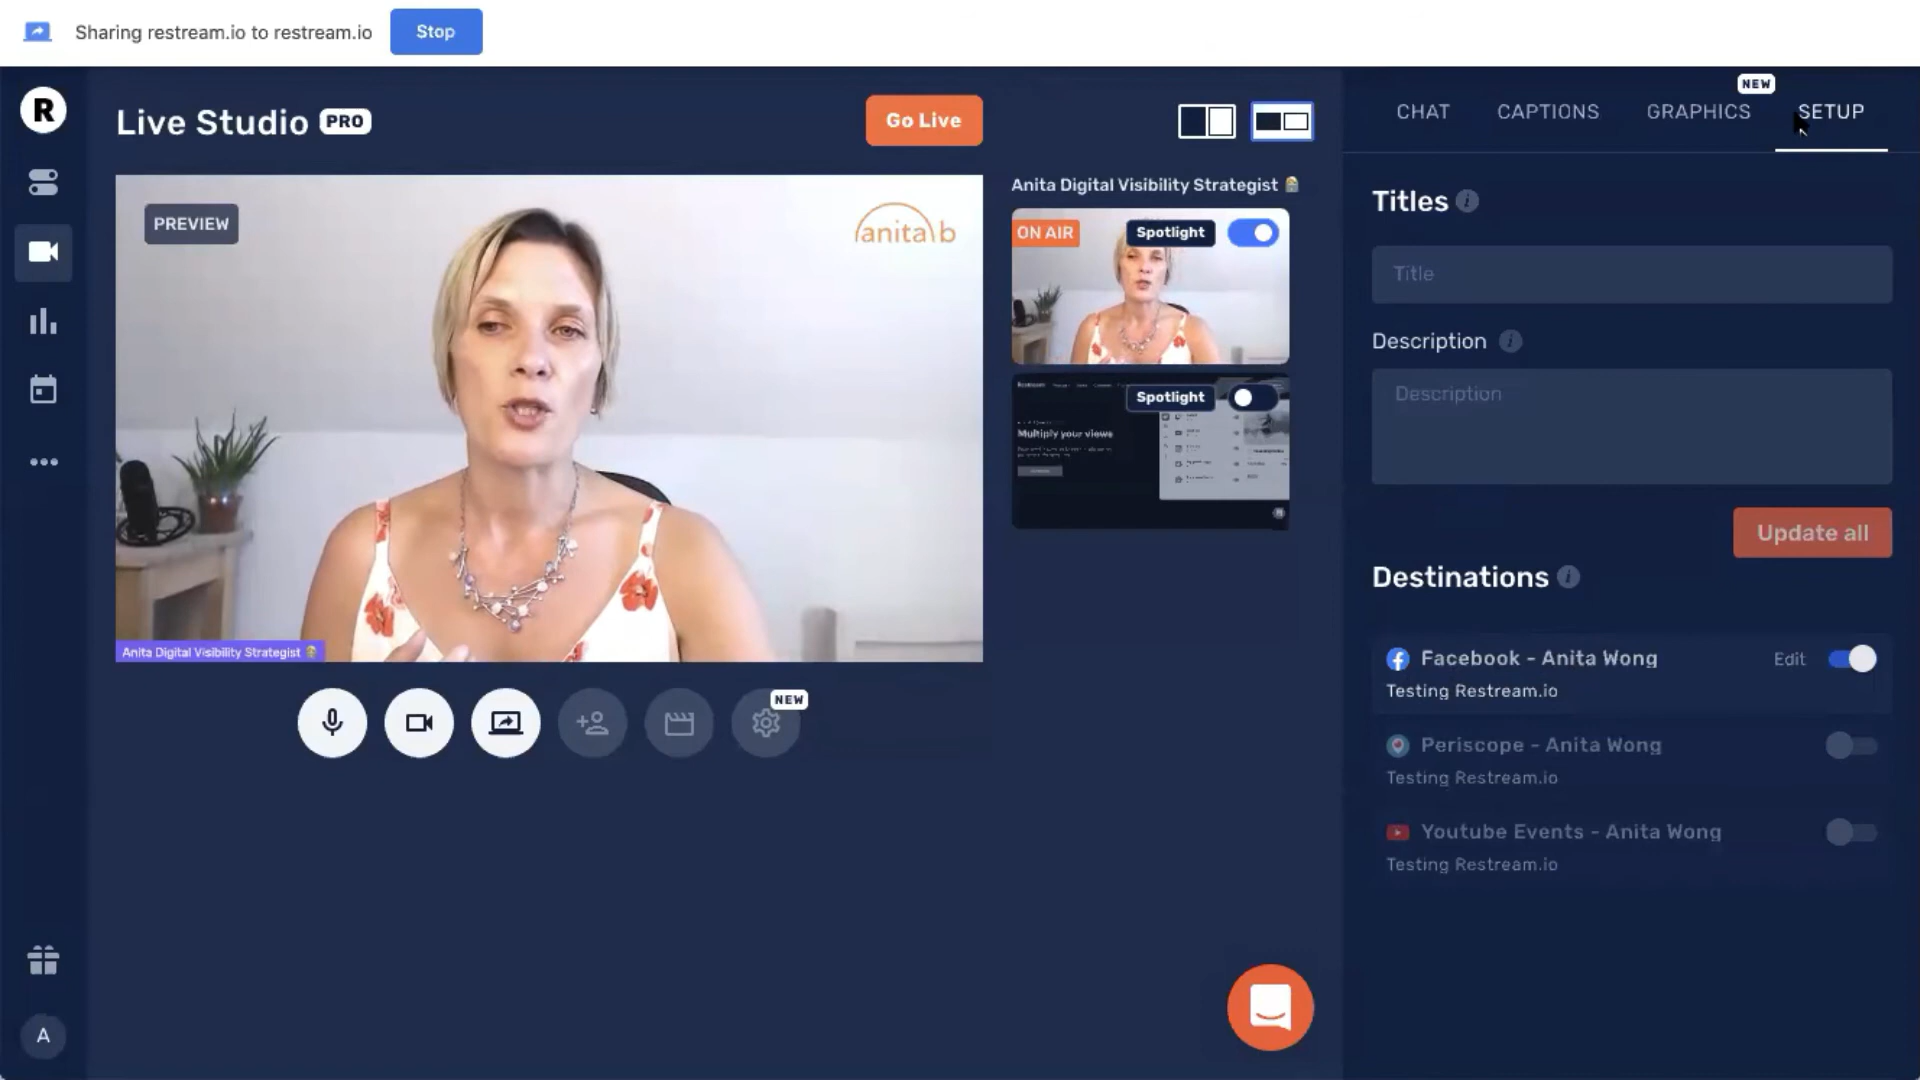 Sharing restream.io to restream.io
Stop
R
Live Studio PRO
Go Live
CHAT
CAPTIONS
GRAPHICS
NEW
SETUP
PREVIEW
anita b
Anita Digital Visibility Strategist
Anita Digital Visibility Strategist
ON AIR
Spotlight
Spotlight
Multiply your views
NEW
Titles
Title
Description
Description
Update all
Destinations
Facebook - Anita Wong
Edit
Testing Restream.io
Periscope - Anita Wong
Testing Restream.io
Youtube Events - Anita Wong
Testing Restream.io
A